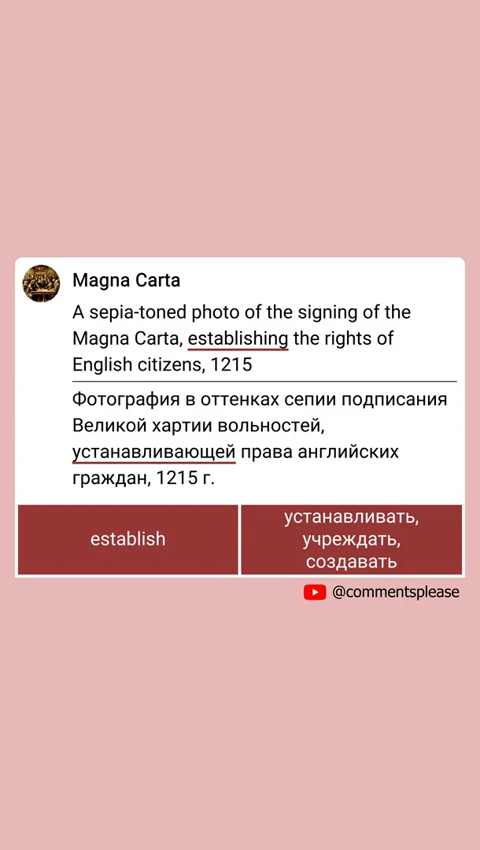 Magna Carta
A sepia-toned photo of the signing of the
Magna Carta, establishing the rights of
English citizens, 1215
Фотография в оттенках сепии подписания
Великой хартии вольностей,
устанавливающей права английских
граждан, 1215 г.
establish
устанавливать,
учреждать,
создавать
@commentsplease